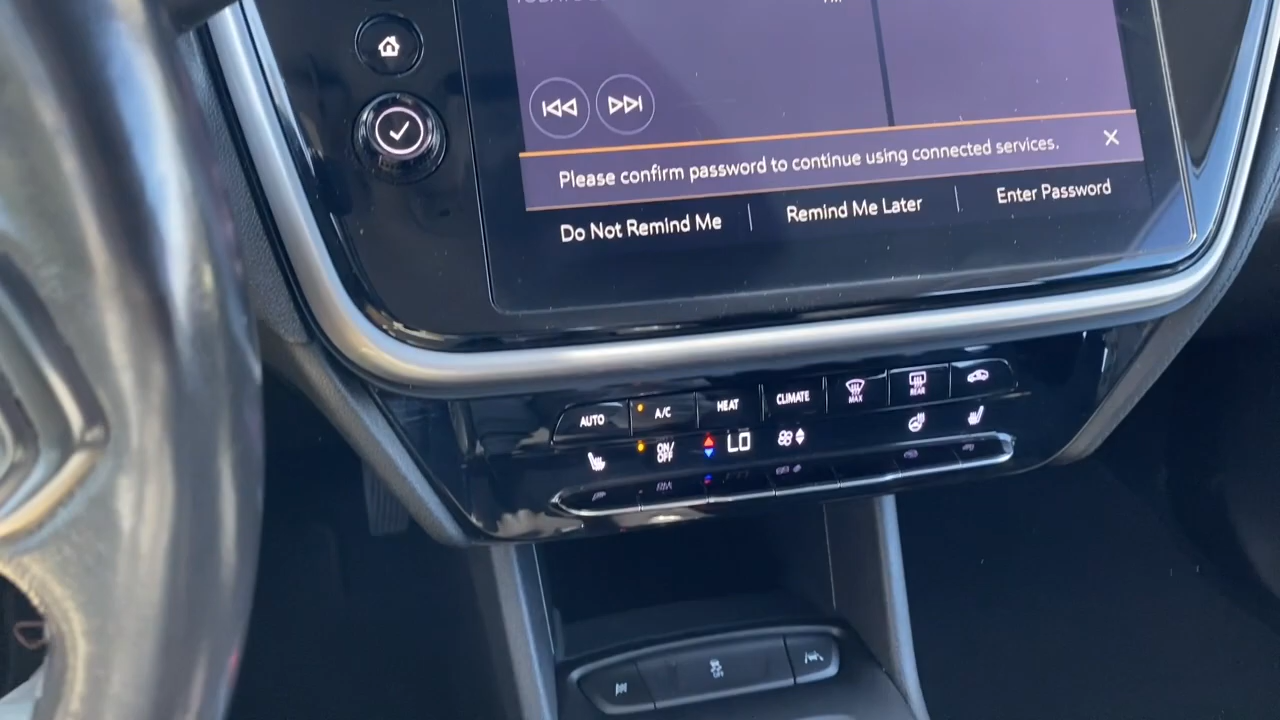 Please confirm password to continue using connected services.
Do Not Remind Me
Remind Me Later
Enter Password
AUTO
A/C
HEAT
CLIMATE
MAX
REAR
ON/
OFF
LO
OFF